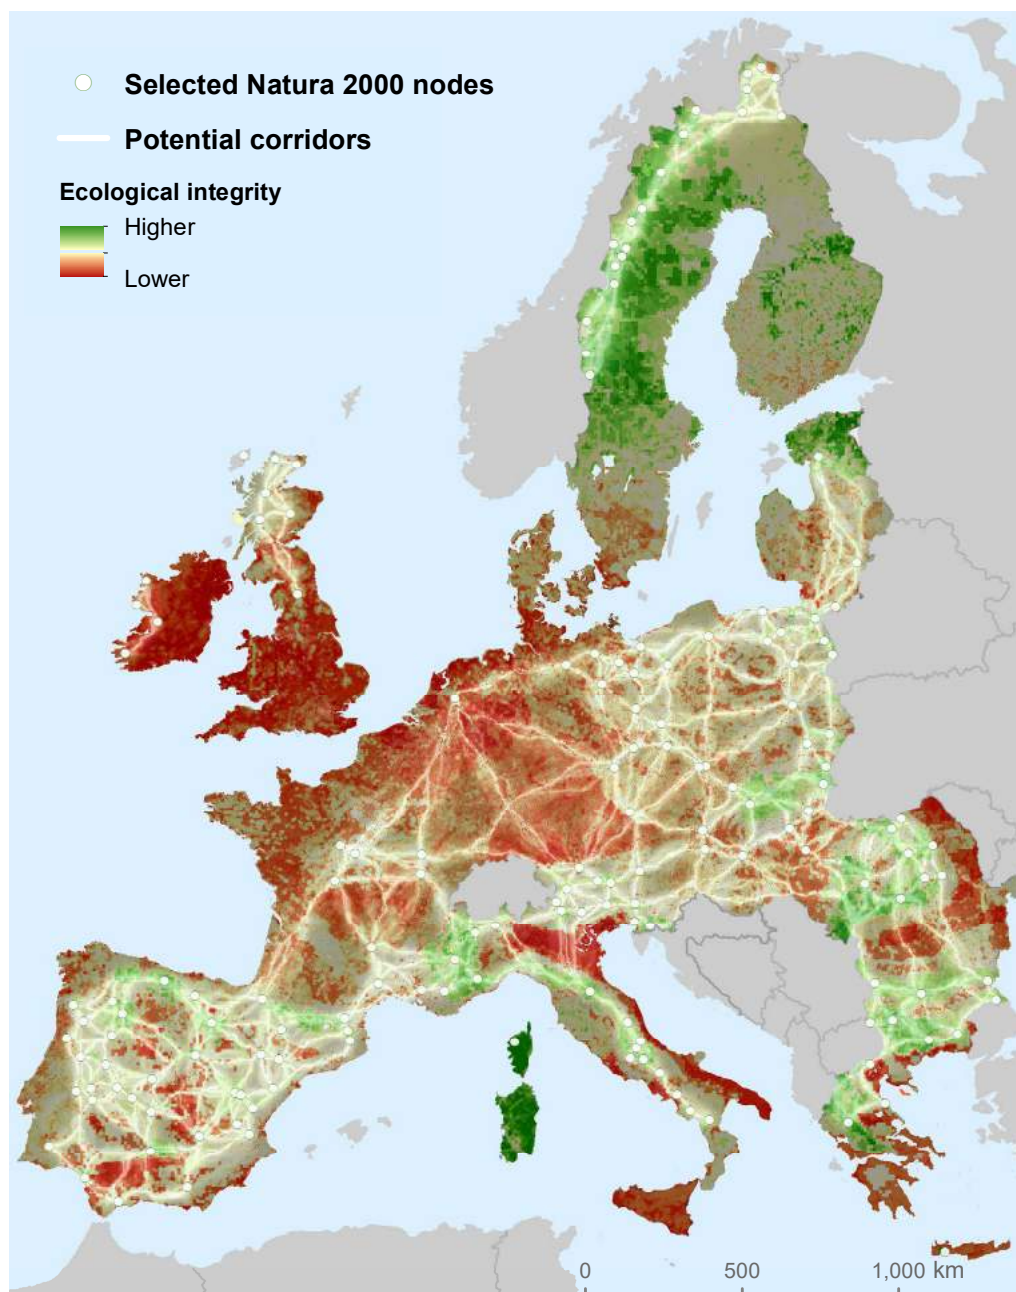 Selected Natura 2000 nodes
Potential corridors
Ecological integrity
Higher
Lower
0 500 1,000 km